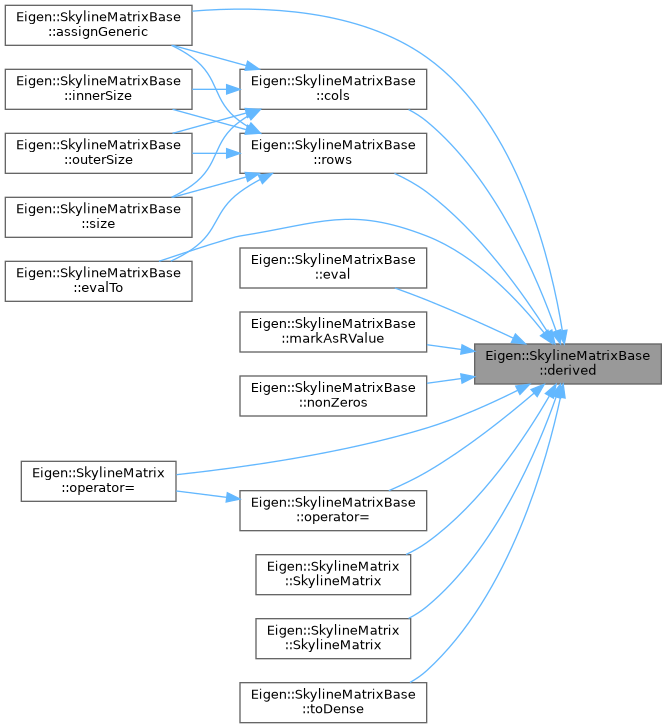 Eigen::SkylineMatrixBase
::assignGeneric
Eigen::SkylineMatrixBase
::innerSize
Eigen::SkylineMatrixBase
::outerSize
Eigen::SkylineMatrixBase
::size
Eigen::SkylineMatrixBase
::evalTo
Eigen::SkylineMatrixBase
::cols
Eigen::SkylineMatrixBase
::rows
Eigen::SkylineMatrixBase
::eval
Eigen::SkylineMatrixBase
::markAsRValue
Eigen::SkylineMatrixBase
::nonZeros
Eigen::SkylineMatrixBase
::derived
Eigen::SkylineMatrix
::operator=
Eigen::SkylineMatrixBase
::operator=
Eigen::SkylineMatrix
::SkylineMatrix
Eigen::SkylineMatrix
::SkylineMatrix
Eigen::SkylineMatrixBase
::toDense